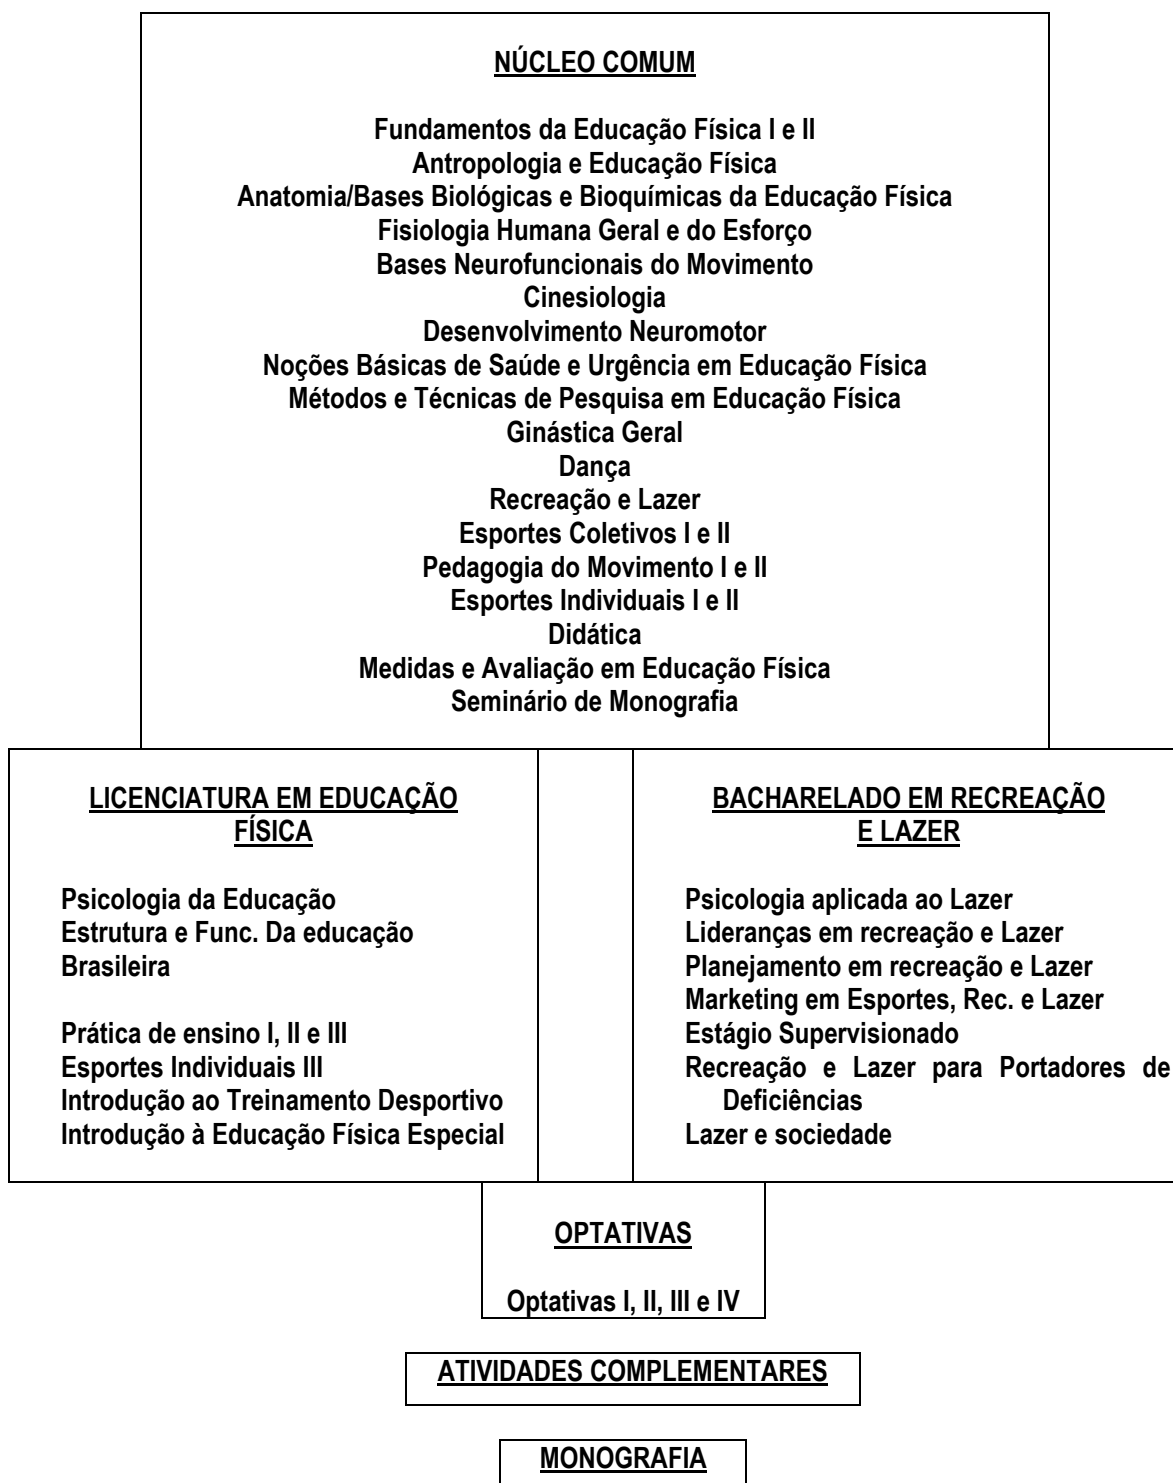 NÚCLEO COMUM
Fundamentos da Educação Física I e II
Antropologia e Educação Física
Anatomia/Bases Biológicas e Bioquímicas da Educação Física
Fisiologia Humana Geral e do Esforço
Bases Neurofuncionais do Movimento
Cinesiologia
Desenvolvimento Neuromotor
Noções Básicas de Saúde e Urgência em Educação Física
Métodos e Técnicas de Pesquisa em Educação Física
Ginástica Geral
Dança
Recreação e Lazer
Esportes Coletivos I e II
Pedagogia do Movimento I e II
Esportes Individuais I e II
Didática
Medidas e Avaliação em Educação Física
Seminário de Monografia
LICENCIATURA EM EDUCAÇÃO
FÍSICA
Psicologia da Educação
Estrutura e Func. Da educação
Brasileira
Prática de ensino I, II e III
Esportes Individuais III
Introdução ao Treinamento Desportivo
Introdução à Educação Física Especial
BACHARELADO EM RECREAÇÃO
E LAZER
Psicologia aplicada ao Lazer
Lideranças em recreação e Lazer
Planejamento em recreação e Lazer
Marketing em Esportes, Rec. e Lazer
Estágio Supervisionado
Recreação e Lazer para Portadores de
Deficiências
Lazer e sociedade
OPTATIVAS
Optativas I, II, III e IV
ATIVIDADES COMPLEMENTARES
MONOGRAFIA